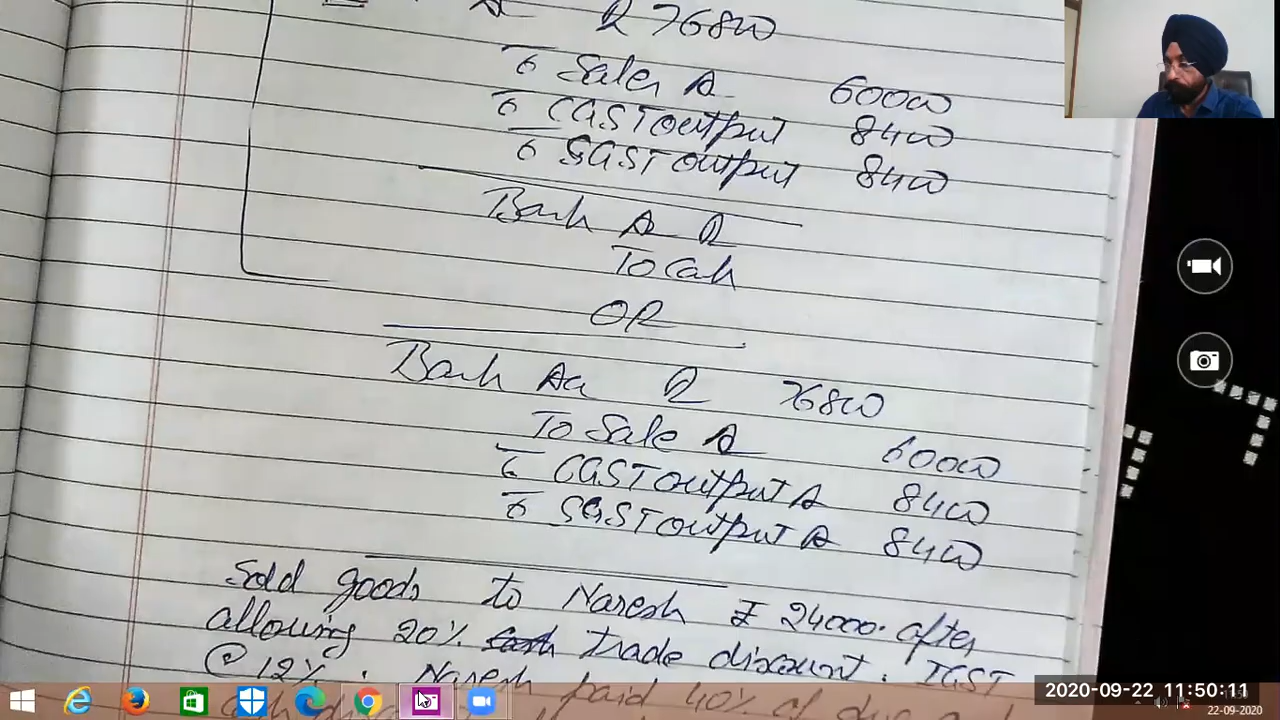 A Dr 76800
To Sales A 60000
To CGST output 8400
To SGST output 8400
Bank A Dr
To Cash
OR
Bank A/c Dr 76800
To Sale A 60000
To CGST output A 8400
To SGST output A 8400
Sold goods to Naresh ₹ 24000. after
allowing 20% trade discount. IGST
@ 12%. Naresh paid 40% of due
2020-09-22 11:50:11
22-09-2020